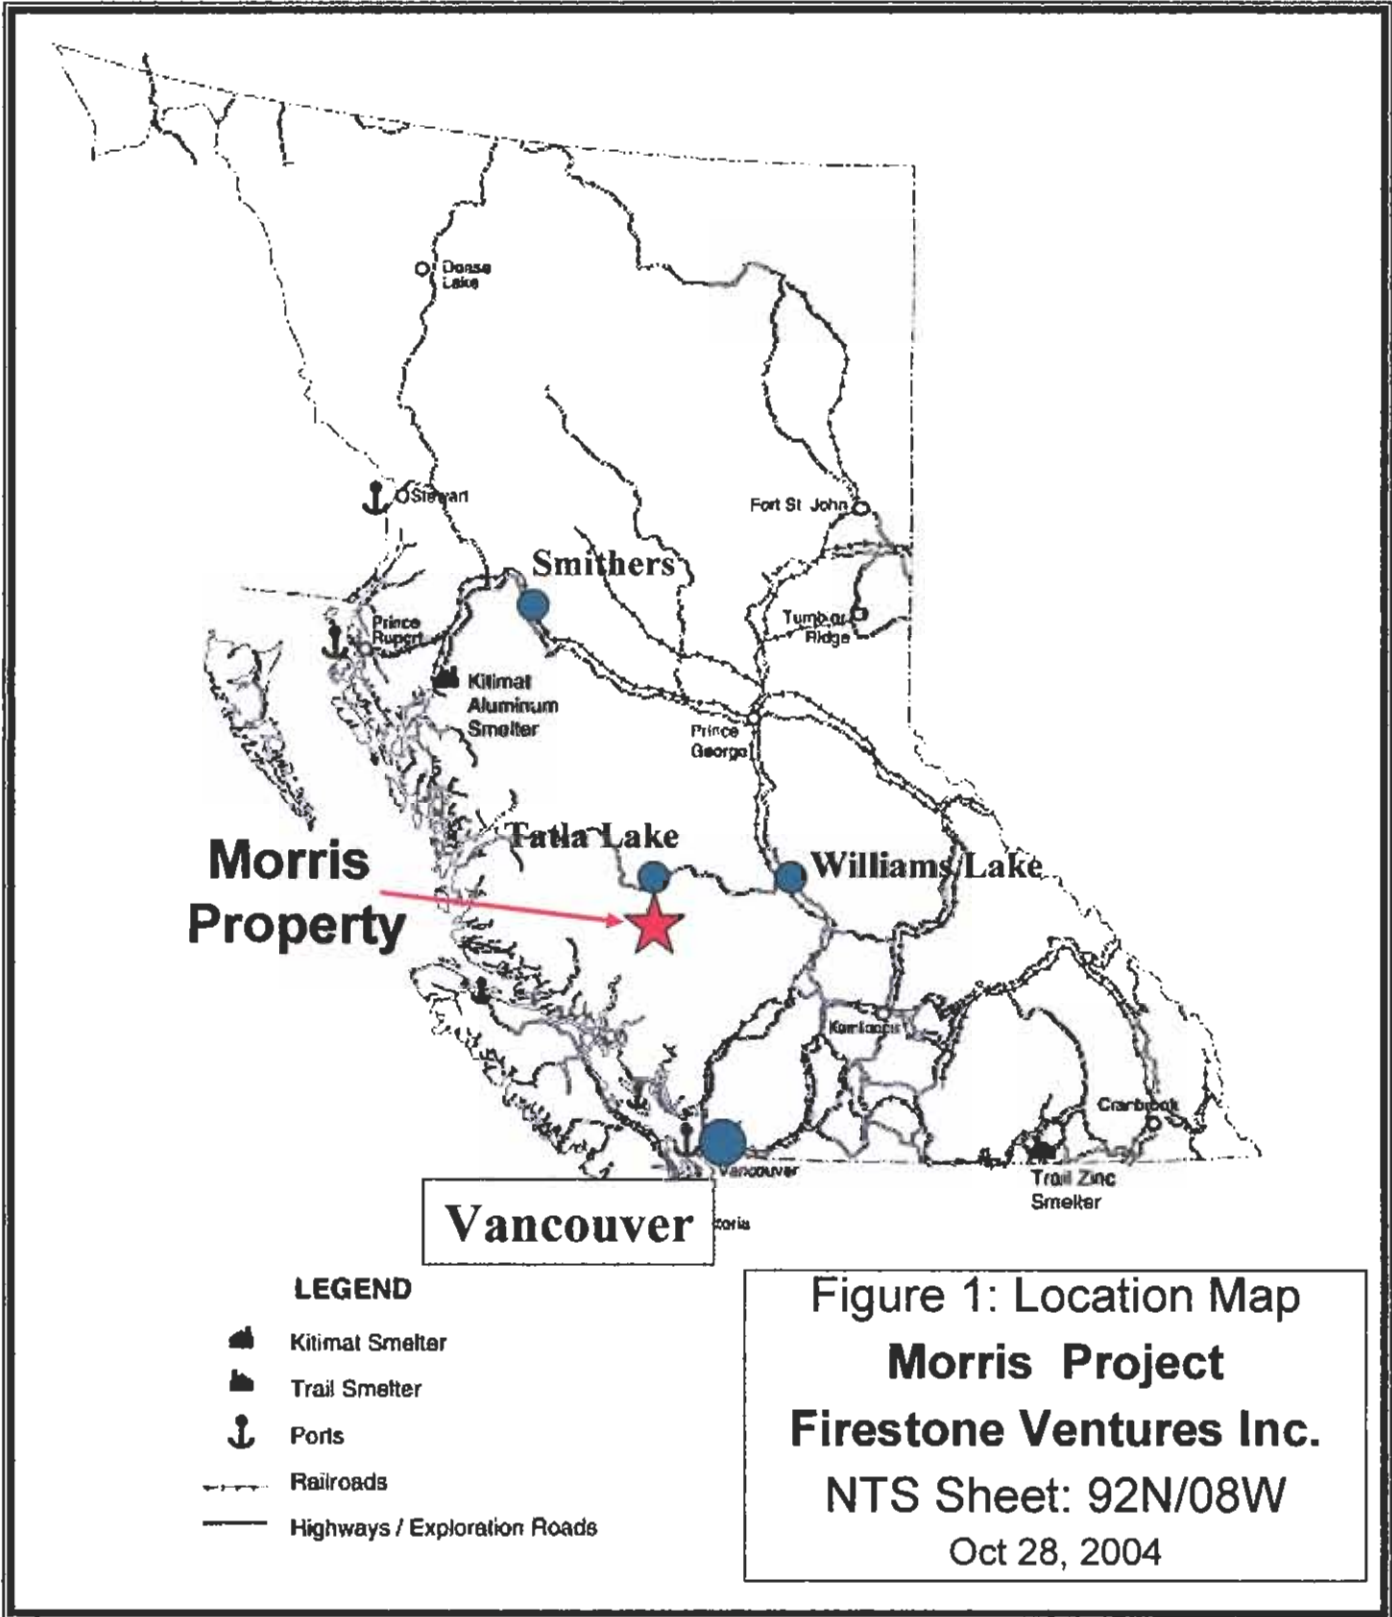 Dease
Lake
Stewart
Fort St John
Smithers
Prince
Rupert
Tumbler
Ridge
Kitimat
Aluminum
Smelter
Prince
George
Tatla Lake
Williams Lake
Morris
Property
Kamloops
Cranbrook
Vancouver
Trail Zinc
Smelter
Vancouver
toria
LEGEND
Kitimat Smelter
Trail Smelter
Ports
Railroads
Highways / Exploration Roads
Figure 1: Location Map
Morris Project
Firestone Ventures Inc.
NTS Sheet: 92N/08W
Oct 28, 2004